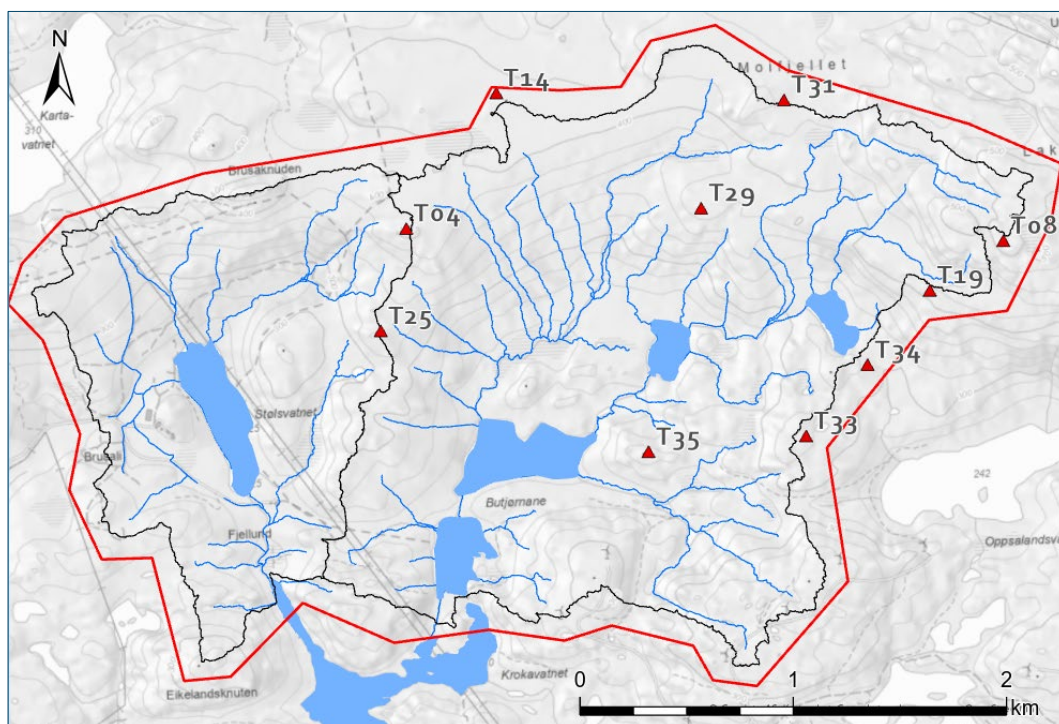 N
T14
Molfjellet
T31
Karta-
vatnet
310
Brusaknuden
T29
T04
T08
T19
T25
T34
Stølsvatnet
T33
T35
Brusali
242
Butjørnane
Fjellund
Oppsalandsv
Krokavatnet
Eikelandsknuten
0 1 2
km